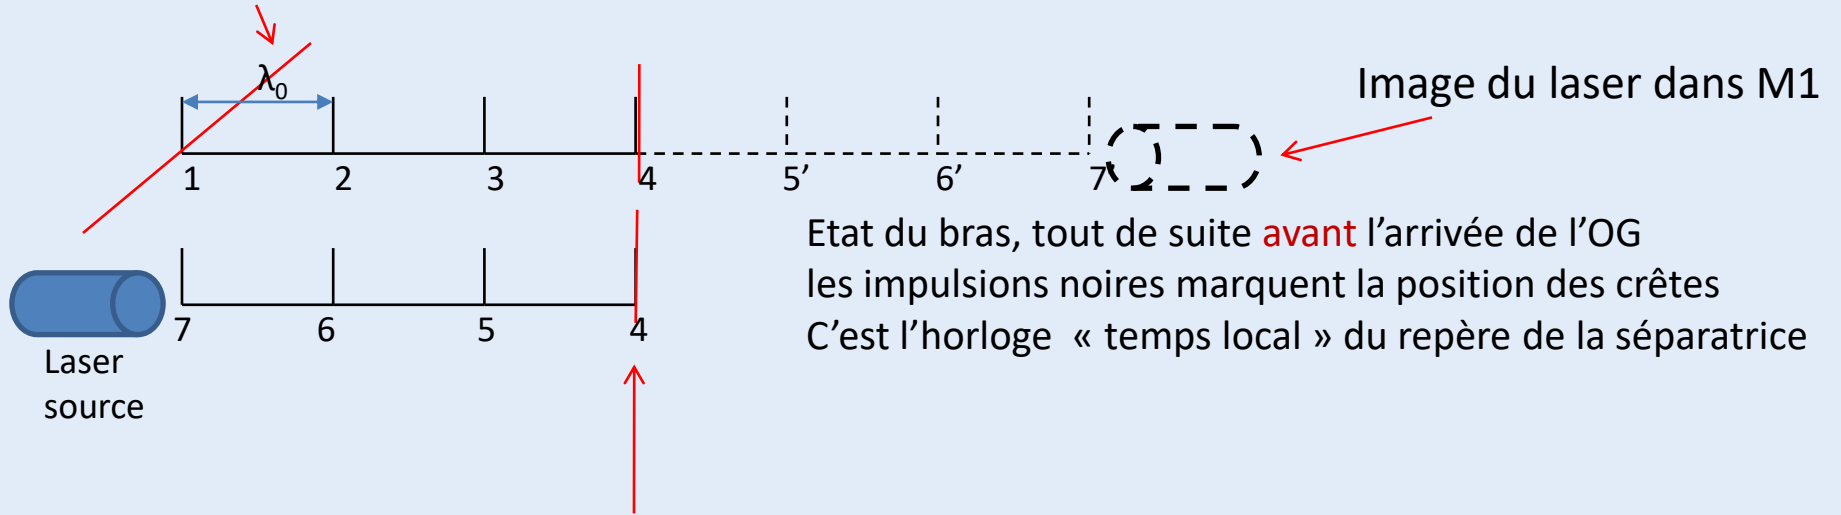 λ0
Image du laser dans M1
1 2 3 4 5’ 6’ 7’
Etat du bras, tout de suite avant l’arrivée de l’OG
les impulsions noires marquent la position des crêtes
C’est l’horloge « temps local » du repère de la séparatrice
7 6 5 4
Laser
source